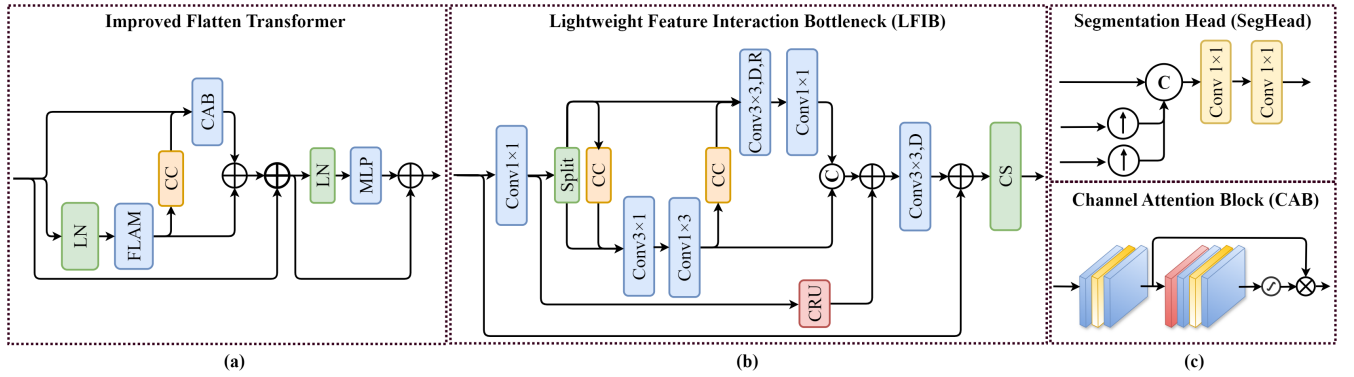 Improved Flatten Transformer
CAB
CC
LN
FLAM
LN
MLP
(a)
Lightweight Feature Interaction Bottleneck (LFIB)
Conv1×1
Split
CC
Conv3×1
Conv1×3
CC
Conv3×3,D,R
Conv1×1
C
CRU
Conv3×3,D
CS
(b)
Segmentation Head (SegHead)
C
Conv 1×1
Conv 1×1
Channel Attention Block (CAB)
(c)